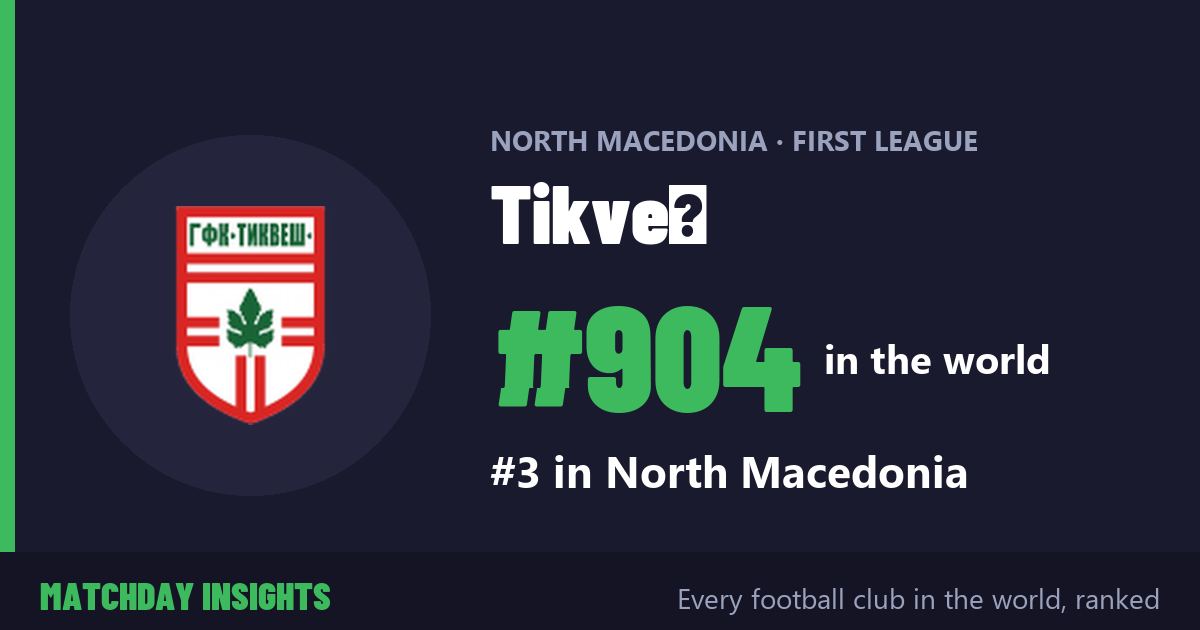 NORTH MACEDONIA · FIRST LEAGUE
Tikve�
ГФК·ТИКВЕШ·
#904 in the world
#3 in North Macedonia
MATCHDAY INSIGHTS
Every football club in the world, ranked